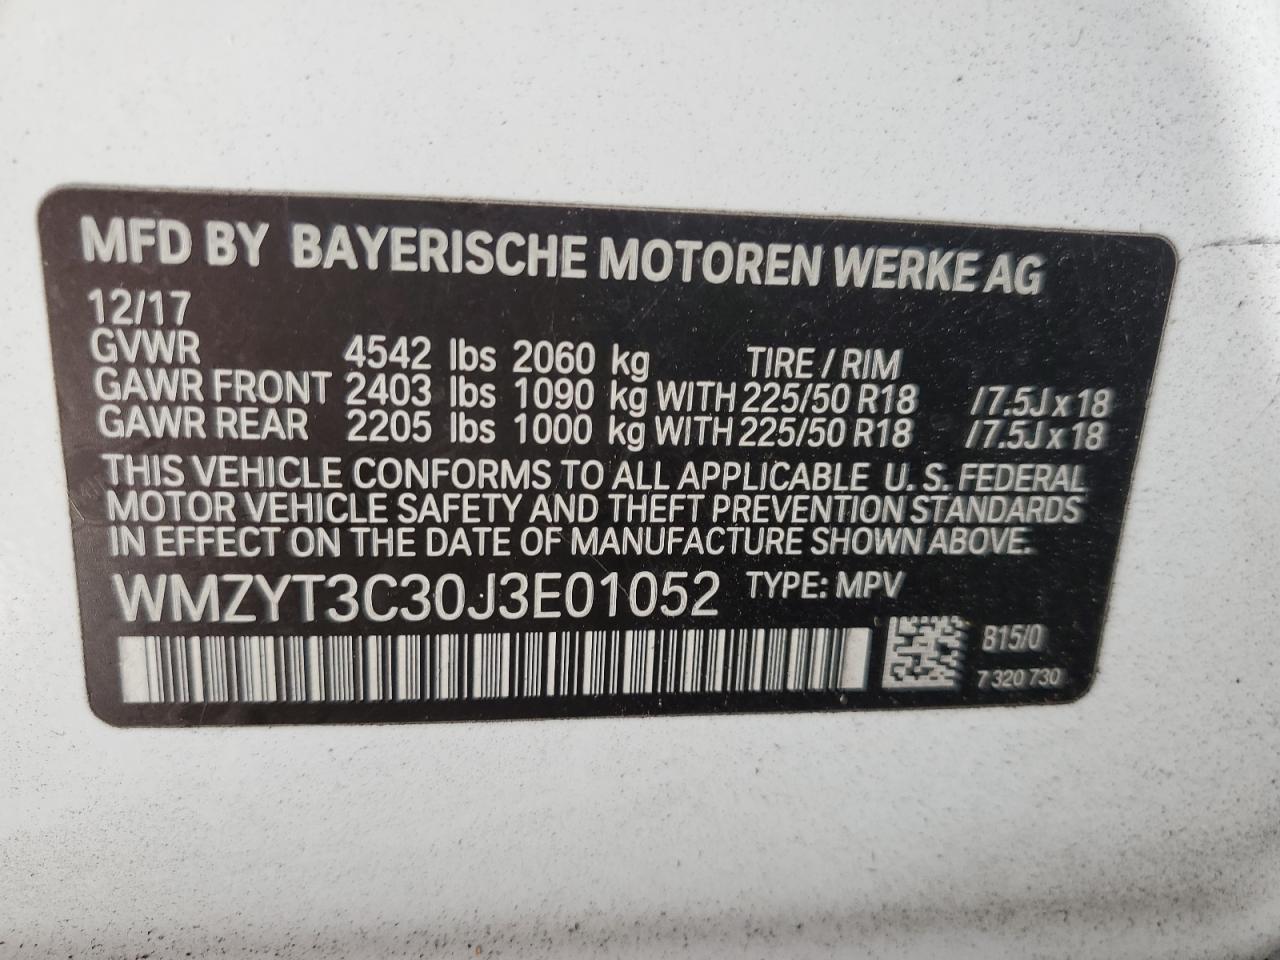 MFD BY BAYERISCHE MOTOREN WERKE AG
12/17
GVWR 4542 lbs 2060 kg TIRE / RIM
GAWR FRONT 2403 lbs 1090 kg WITH 225/50 R18 /7.5J x 18
GAWR REAR 2205 lbs 1000 kg WITH 225/50 R18 /7.5J x 18
THIS VEHICLE CONFORMS TO ALL APPLICABLE U. S. FEDERAL
MOTOR VEHICLE SAFETY AND THEFT PREVENTION STANDARDS
IN EFFECT ON THE DATE OF MANUFACTURE SHOWN ABOVE.
WMZYT3C30J3E01052 TYPE: MPV
B15/0
7 320 730